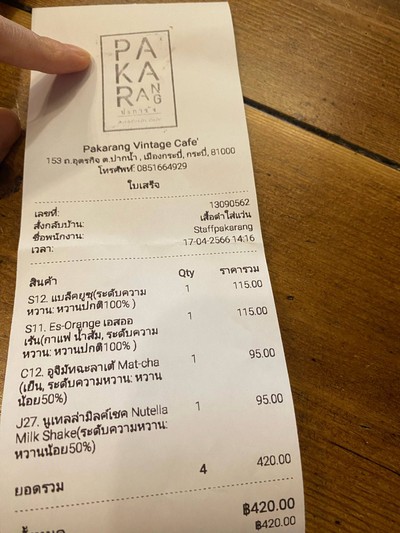 PA
KA
RANG
Pakarang Vintage Cafe'
153 ถ.อุตรกิจ ต.ปากน้ำ , เมืองกระบี่, กระบี่, 81000
โทรศัพท์: 0851664929
ใบเสร็จ
เลขที่: 13090562
สั่งกลับบ้าน: เสื้อดำใส่แว่น
ชื่อพนักงาน: Staffpakarang
เวลา: 17-04-2566 14:16
สินค้า Qty ราคารวม
S12. แบล็คยูซุ(ระดับความ 1 115.00
หวาน: หวานปกติ100% )
S11. Es-Orange เอสออ 1 115.00
เร้น(กาแฟ น้ำส้ม, ระดับความ
หวาน: หวานปกติ100% )
C12. อูจิมัทฉะลาเต้ Mat-cha 1 95.00
(เย็น, ระดับความหวาน: หวาน
น้อย50%)
J27. นูเทลล่ามิลค์เชค Nutella 1 95.00
Milk Shake(ระดับความหวาน:
หวานน้อย50%)
ยอดรวม 4 420.00
฿420.00
฿420.00